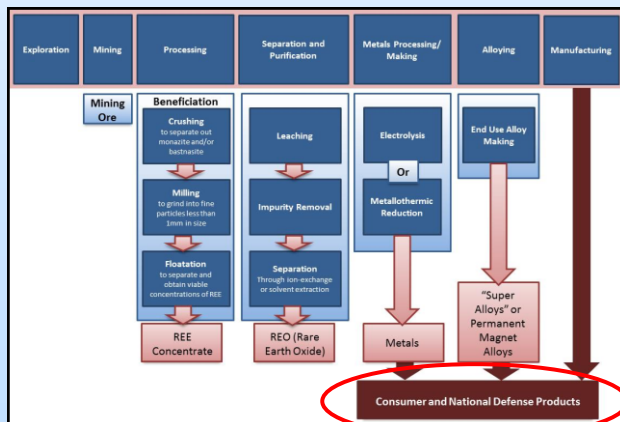 Exploration
Mining
Processing
Separation and
Purification
Metals Processing/
Making
Alloying
Manufacturing
Mining
Ore
Beneficiation
Crushing
to separate out
monazite and/or
bastnasite
Milling
to grind into fine
particles less than
1mm in size
Floatation
to separate and
obtain viable
concentrations of REE
REE
Concentrate
Leaching
Impurity Removal
Separation
Through ion-exchange
or solvent extraction
REO (Rare
Earth Oxide)
Electrolysis
Or
Metallothermic
Reduction
Metals
End Use Alloy
Making
“Super
Alloys” or
Permanent
Magnet
Alloys
Consumer and National Defense Products